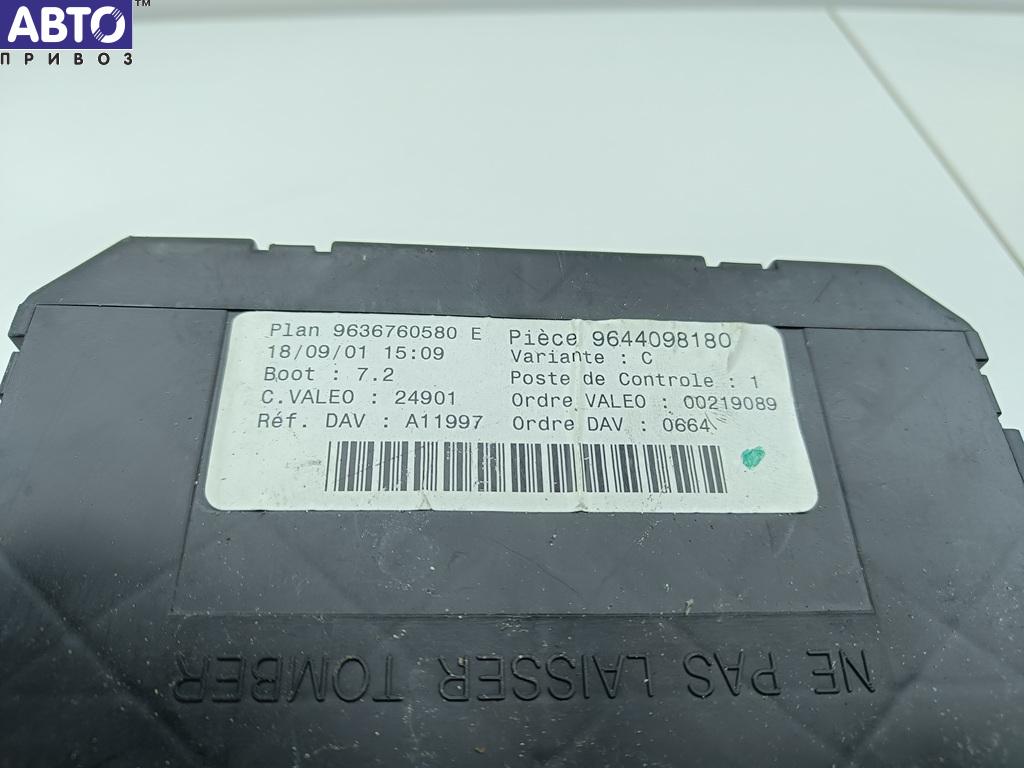 АВТО™
ПРИВОЗ
Plan 9636760580 E Pièce 9644098180
18/09/01 15:09 Variante : C
Boot : 7.2 Poste de Controle : 1
C.VALEO : 24901 Ordre VALEO : 00219089
Réf. DAV : A11997 Ordre DAV : 0664
NE PAS LAISSER TOMBER